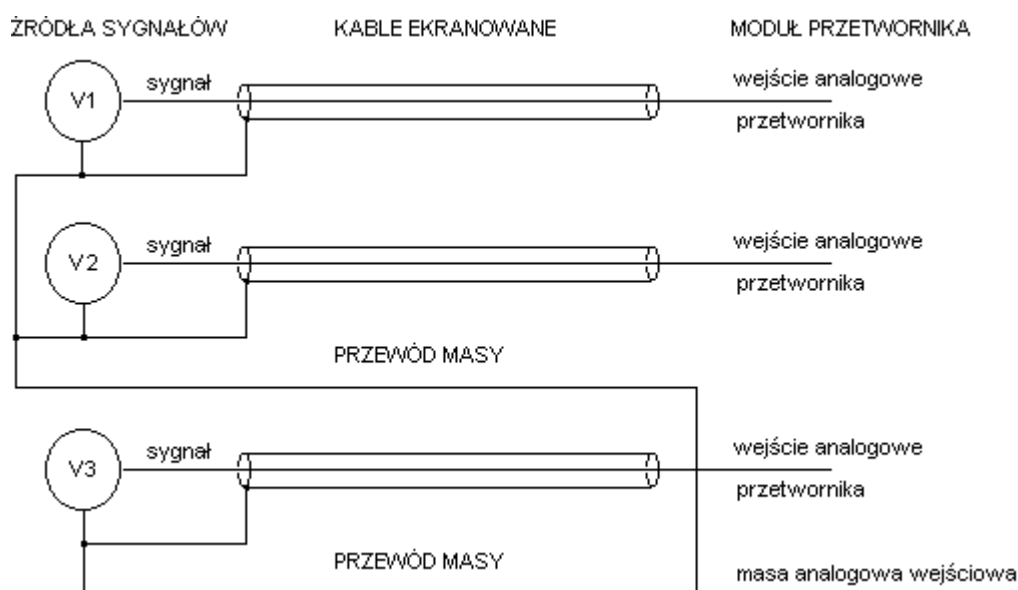 ŻRÓDŁA SYGNAŁÓW KABLE EKRANOWANE MODUŁ PRZETWORNIKA
V1 sygnał wejście analogowe
przetwornika
V2 sygnał wejście analogowe
przetwornika
PRZEWÓD MASY
V3 sygnał wejście analogowe
przetwornika
PRZEWÓD MASY
masa analogowa wejściowa